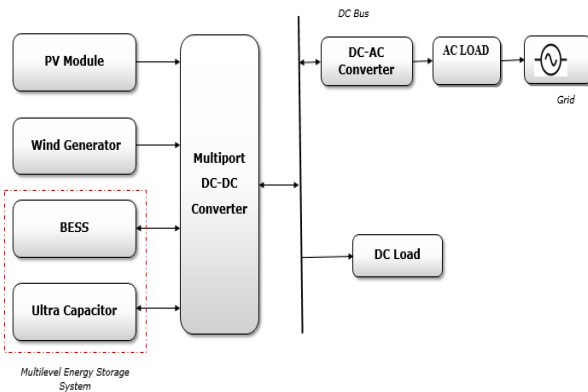 DC Bus
PV Module
Wind Generator
BESS
Ultra Capacitor
Multilevel Energy Storage
System
Multiport
DC-DC
Converter
DC-AC
Converter
AC LOAD
Grid
DC Load